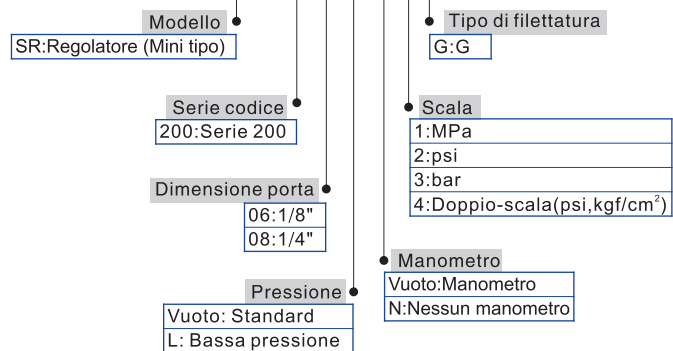 Modello
SR:Regolatore (Mini tipo)
Tipo di filettatura
G:G
Serie codice
200:Serie 200
Scala
1:MPa
2:psi
3:bar
4:Doppio-scala(psi,kgf/cm²)
Dimensione porta
06:1/8"
08:1/4"
Manometro
Vuoto:Manometro
N:Nessun manometro
Pressione
Vuoto: Standard
L: Bassa pressione